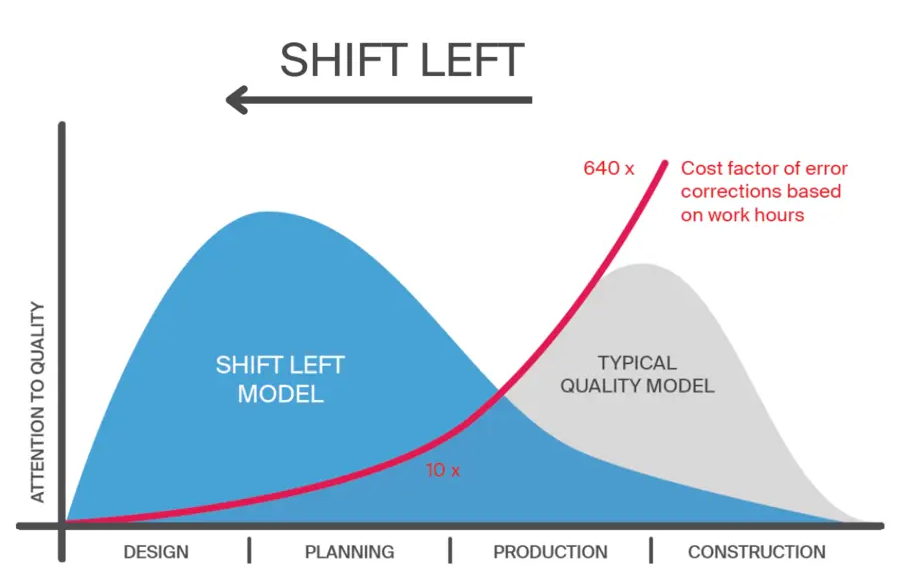 SHIFT LEFT
640 x
Cost factor of error
corrections based
on work hours
ATTENTION TO QUALITY
SHIFT LEFT
MODEL
TYPICAL
QUALITY MODEL
10 x
DESIGN
PLANNING
PRODUCTION
CONSTRUCTION